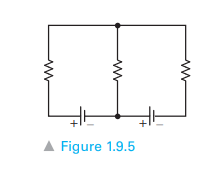 + − + −
▲ Figure 1.9.5